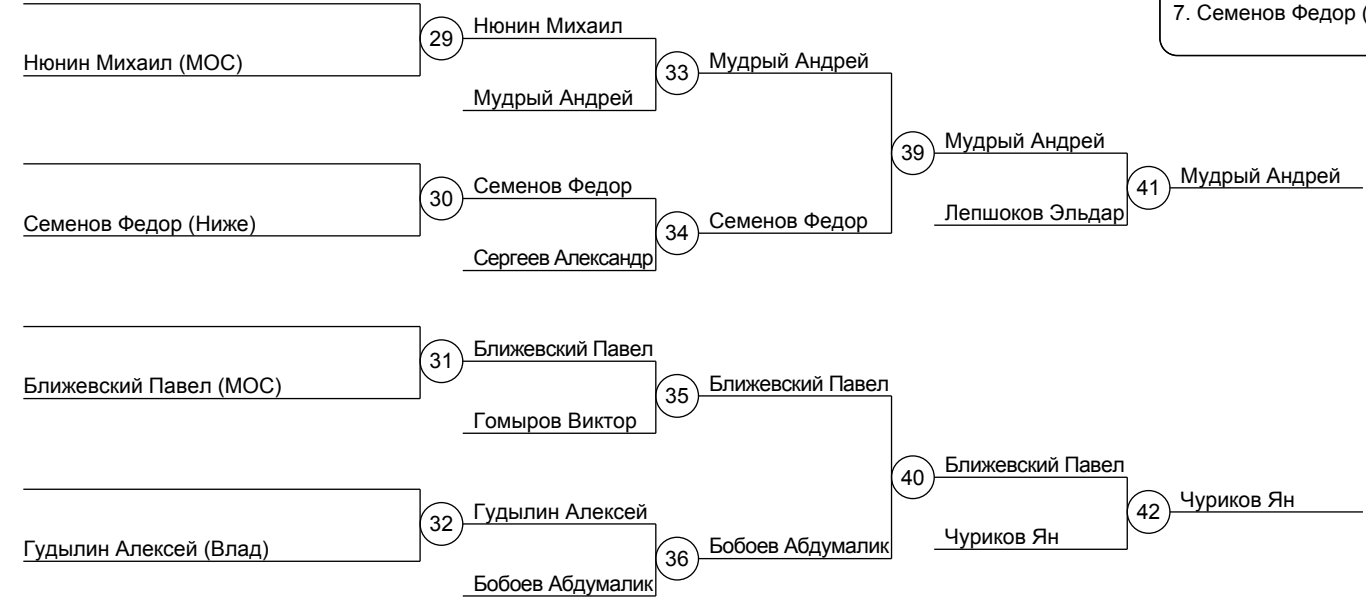 7. Семенов Федор (
29
Нюнин Михаил
Нюнин Михаил (МОС)
33
Мудрый Андрей
Мудрый Андрей
39
Мудрый Андрей
30
Семенов Федор
Семенов Федор (Ниже)
34
Семенов Федор
Сергеев Александр
41
Мудрый Андрей
Лепшоков Эльдар
31
Ближевский Павел
Ближевский Павел (МОС)
35
Ближевский Павел
Гомыров Виктор
40
Ближевский Павел
32
Гудылин Алексей
Гудылин Алексей (Влад)
36
Бобоев Абдумалик
Бобоев Абдумалик
42
Чуриков Ян
Чуриков Ян